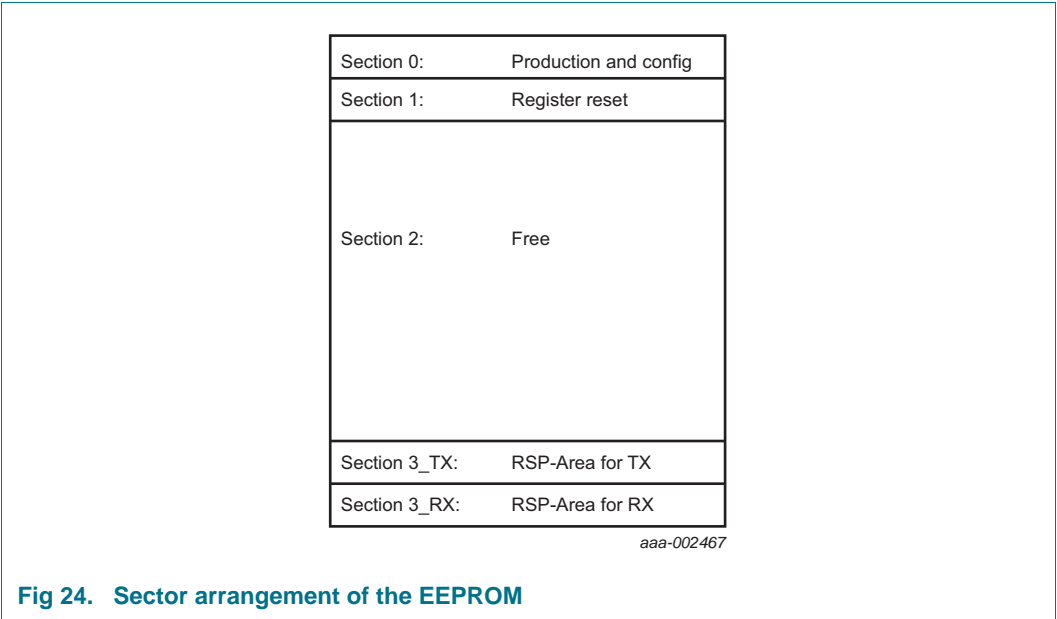 Section 0: Production and config
Section 1: Register reset
Section 2: Free
Section 3_TX: RSP-Area for TX
Section 3_RX: RSP-Area for RX
aaa-002467
Fig 24. Sector arrangement of the EEPROM